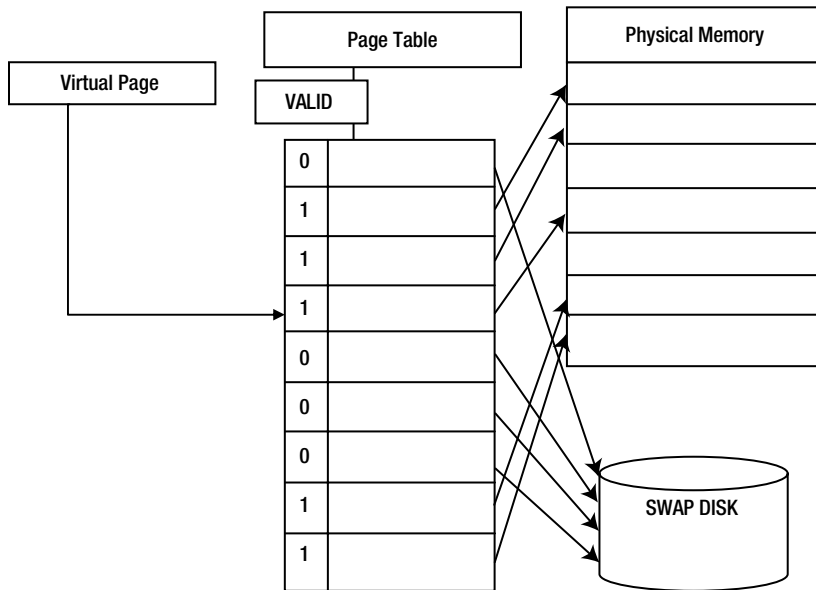 Page Table
Physical Memory
Virtual Page
VALID
0
1
1
1
0
0
0
1
1
SWAP DISK